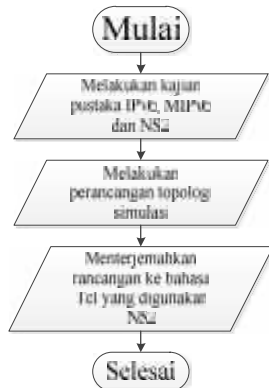 Mulai
Melakukan kajian
pustaka IPv6, MIPv6
dan NS2
Melakukan
perancangan topologi
simulasi
Menterjemahkan
rancangan ke bahasa
Tcl yang digunakan
NS2
Selesai